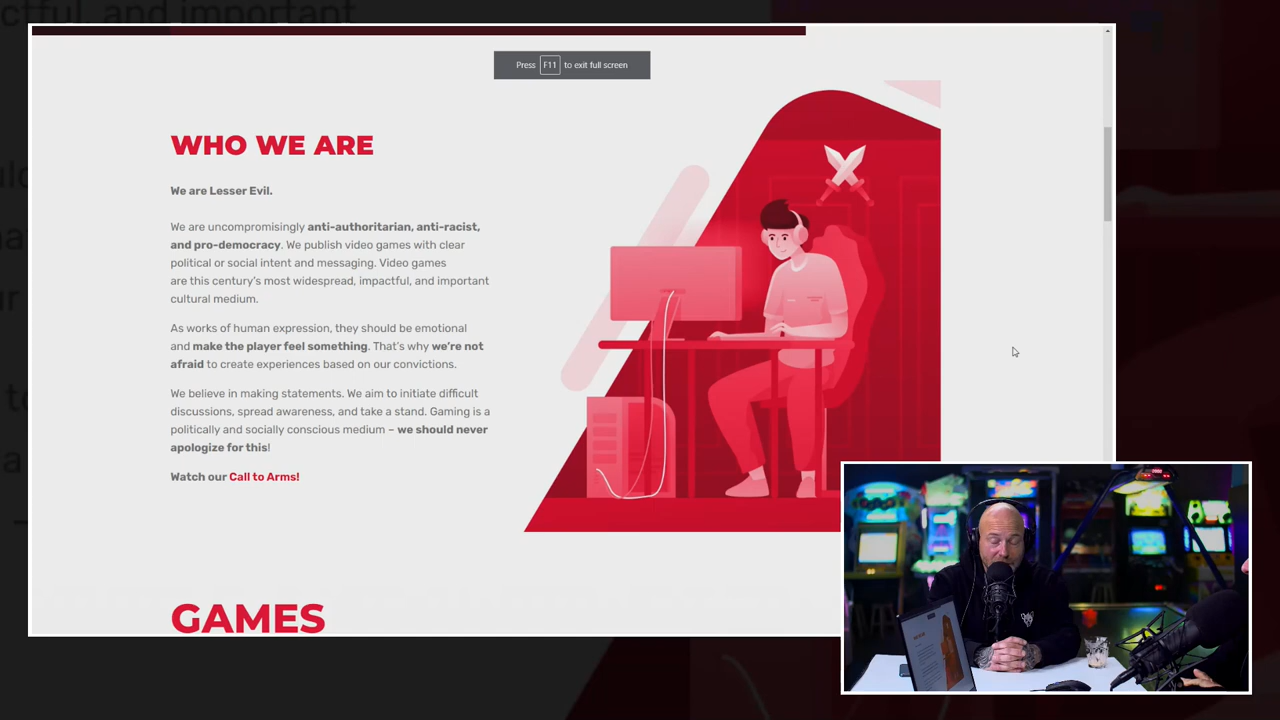 ctful, and important
Press F11 to exit full screen
WHO WE ARE
We are Lesser Evil.
We are uncompromisingly anti-authoritarian, anti-racist,
and pro-democracy. We publish video games with clear
political or social intent and messaging. Video games
are this century's most widespread, impactful, and important
cultural medium.
As works of human expression, they should be emotional
and make the player feel something. That's why we're not
afraid to create experiences based on our convictions.
We believe in making statements. We aim to initiate difficult
discussions, spread awareness, and take a stand. Gaming is a
politically and socially conscious medium – we should never
apologize for this!
Watch our Call to Arms!
GAMES